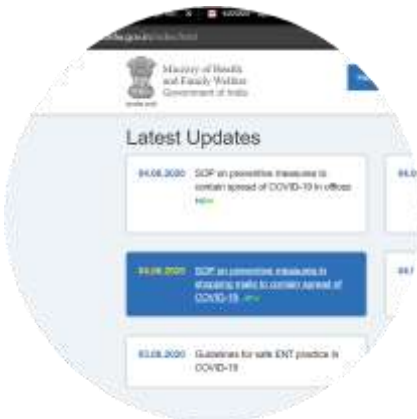 Ministry of Health
and Family Welfare
Government of India
Latest Updates
04.06.2020 SOP on preventive measures to
contain spread of COVID-19 in offices
NEW
04.06.2020 SOP on preventive measures in
shopping malls to contain spread of
COVID-19 NEW
03.06.2020 Guidelines for safe ENT practice in
COVID-19